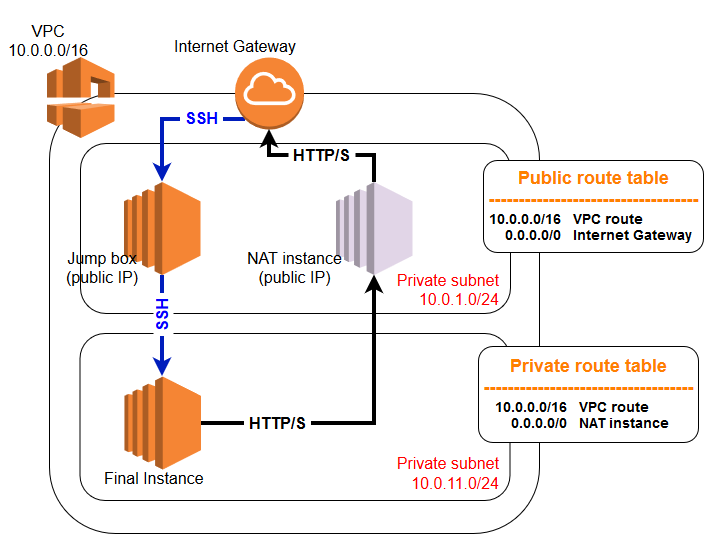 VPC
10.0.0.0/16
Internet Gateway
SSH
HTTP/S
Public route table
10.0.0.0/16 VPC route
0.0.0.0/0 Internet Gateway
Jump box
(public IP)
NAT instance
(public IP)
Private subnet
10.0.1.0/24
SSH
Private route table
10.0.0.0/16 VPC route
0.0.0.0/0 NAT instance
HTTP/S
Final Instance
Private subnet
10.0.11.0/24